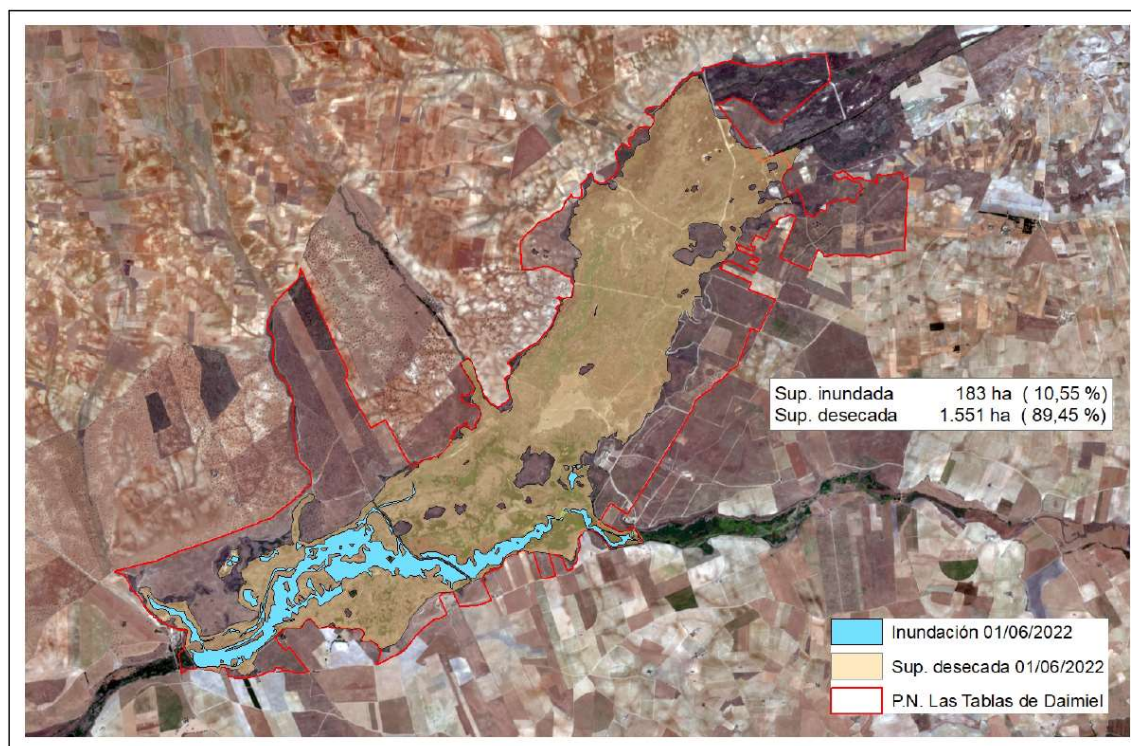 Sup. inundada 183 ha ( 10,55 %)
Sup. desecada 1.551 ha ( 89,45 %)
Inundación 01/06/2022
Sup. desecada 01/06/2022
P.N. Las Tablas de Daimiel